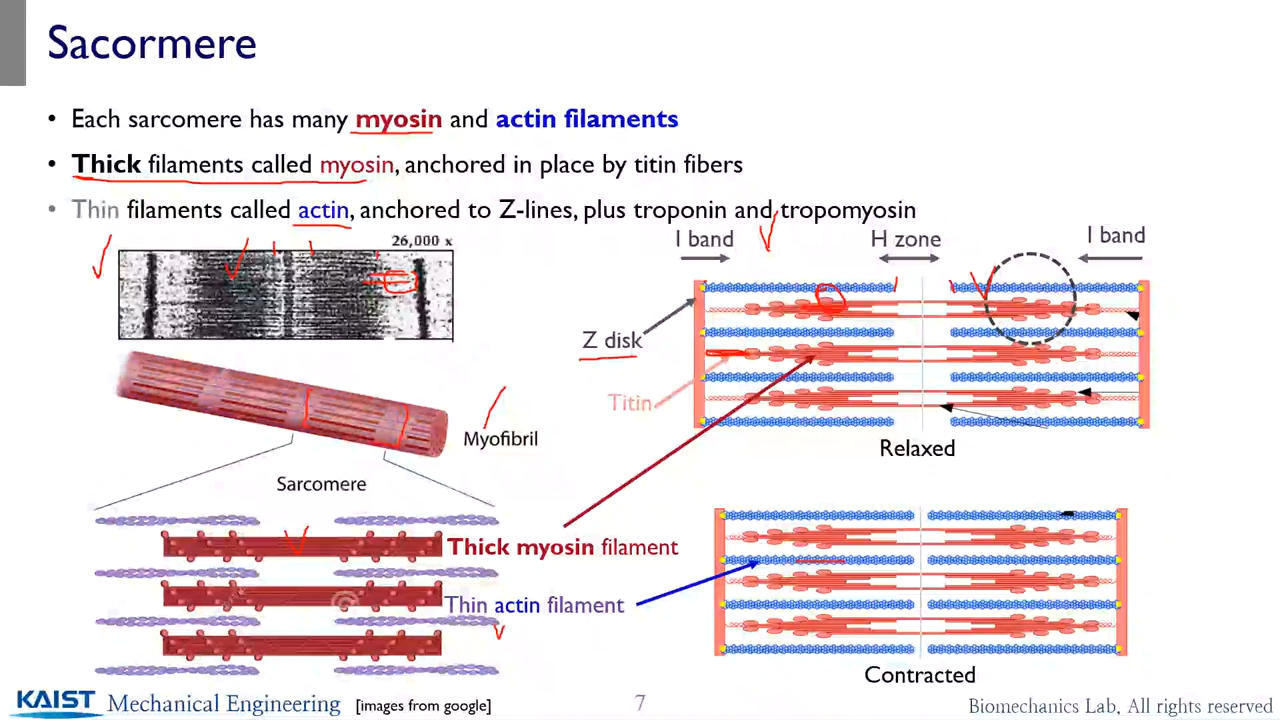 Sacormere
• Each sarcomere has many myosin and actin filaments
• Thick filaments called myosin, anchored in place by titin fibers
• Thin filaments called actin, anchored to Z-lines, plus troponin and tropomyosin
26,000 x
I band
H zone
I band
Z disk
Titin
Relaxed
Myofibril
Sarcomere
Thick myosin filament
Thin actin filament
Contracted
KAIST Mechanical Engineering [images from google]
7
Biomechanics Lab, All rights reserved